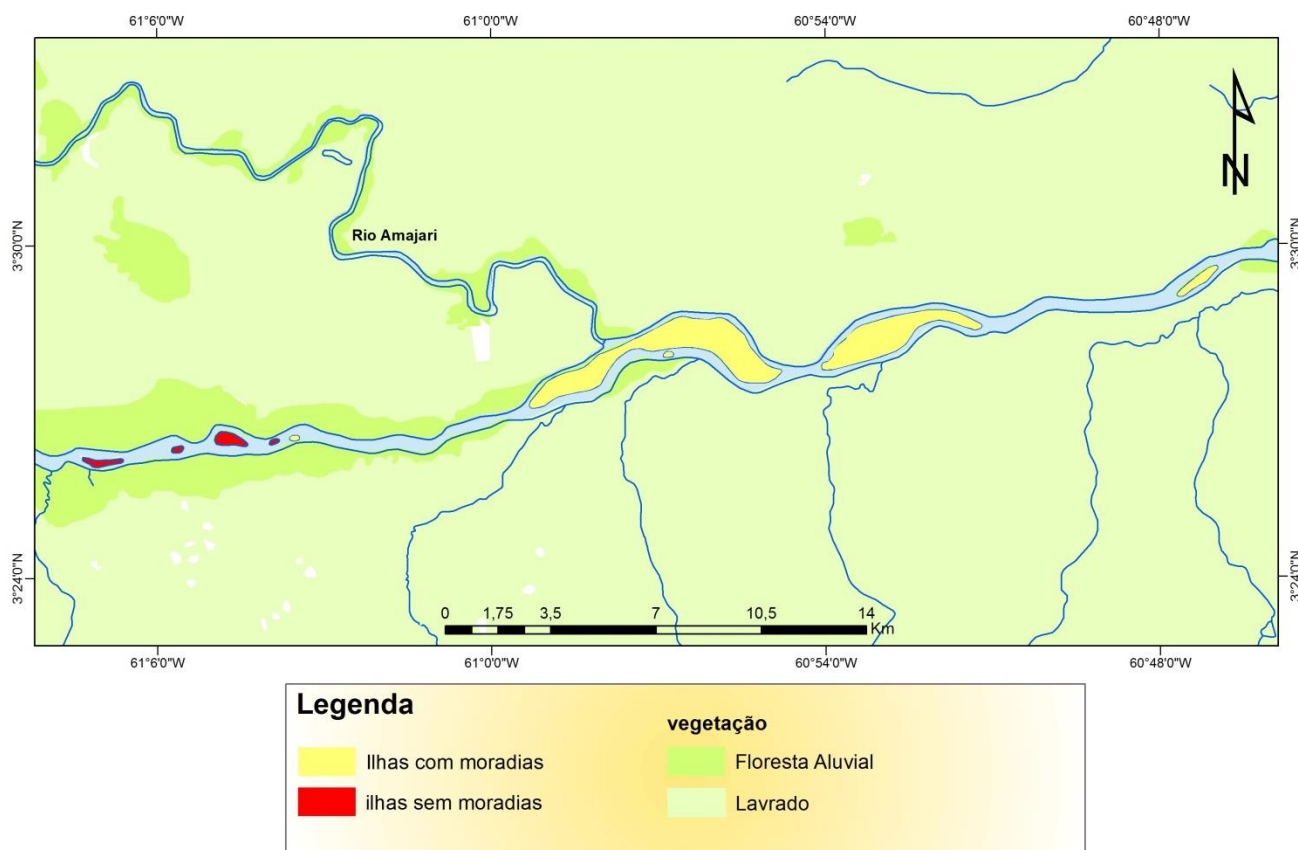 61°6'0"W 61°0'0"W 60°54'0"W 60°48'0"W
N
Rio Amajari
3°30'0"N 3°30'0"N
3°24'0"N 3°24'0"N
0 1,75 3,5 7 10,5 14
Km
61°6'0"W 61°0'0"W 60°54'0"W 60°48'0"W
Legenda
Ilhas com moradias
ilhas sem moradias
vegetação
Floresta Aluvial
Lavrado